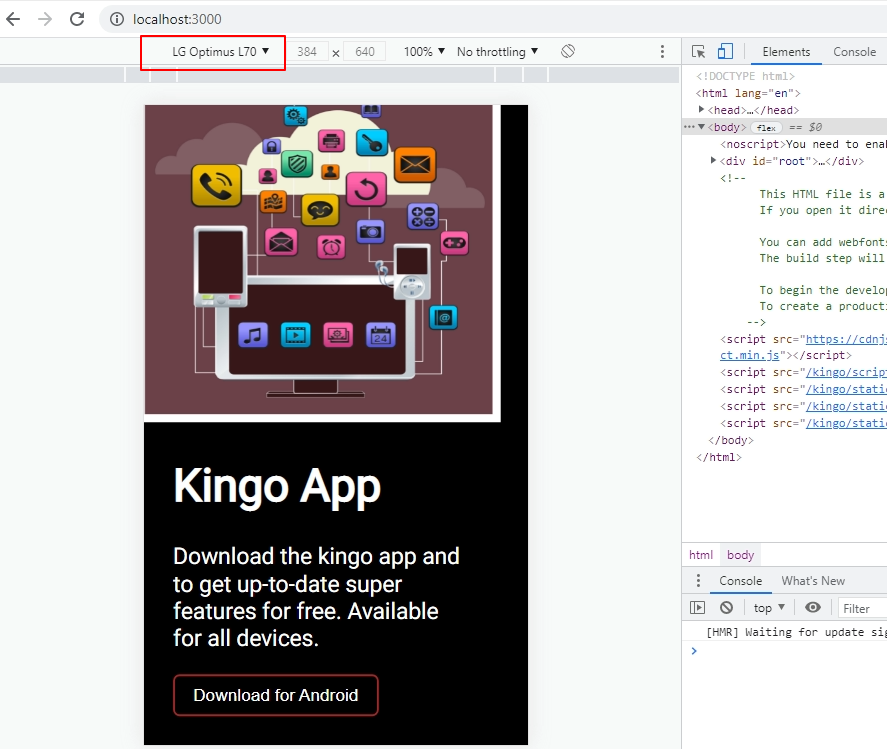 localhost:3000
LG Optimus L70 ▼ 384 × 640 100% ▼ No throttling ▼
Elements Console
<!DOCTYPE html>
<html lang="en">
▶<head>…</head>
…▼<body> flex == $0
<noscript>You need to enab
▶<div id="root">…</div>
<!--
This HTML file is a
If you open it direc
You can add webfonts
The build step will
To begin the develop
To create a producti
-->
<script src="https://cdnjs
ct.min.js"></script>
<script src="/kingo/script
<script src="/kingo/static
<script src="/kingo/static
<script src="/kingo/static
</body>
</html>
24
Kingo App
Download the kingo app and
to get up-to-date super
features for free. Available
for all devices.
Download for Android
html body
Console What's New
top ▼ Filter
[HMR] Waiting for update sig